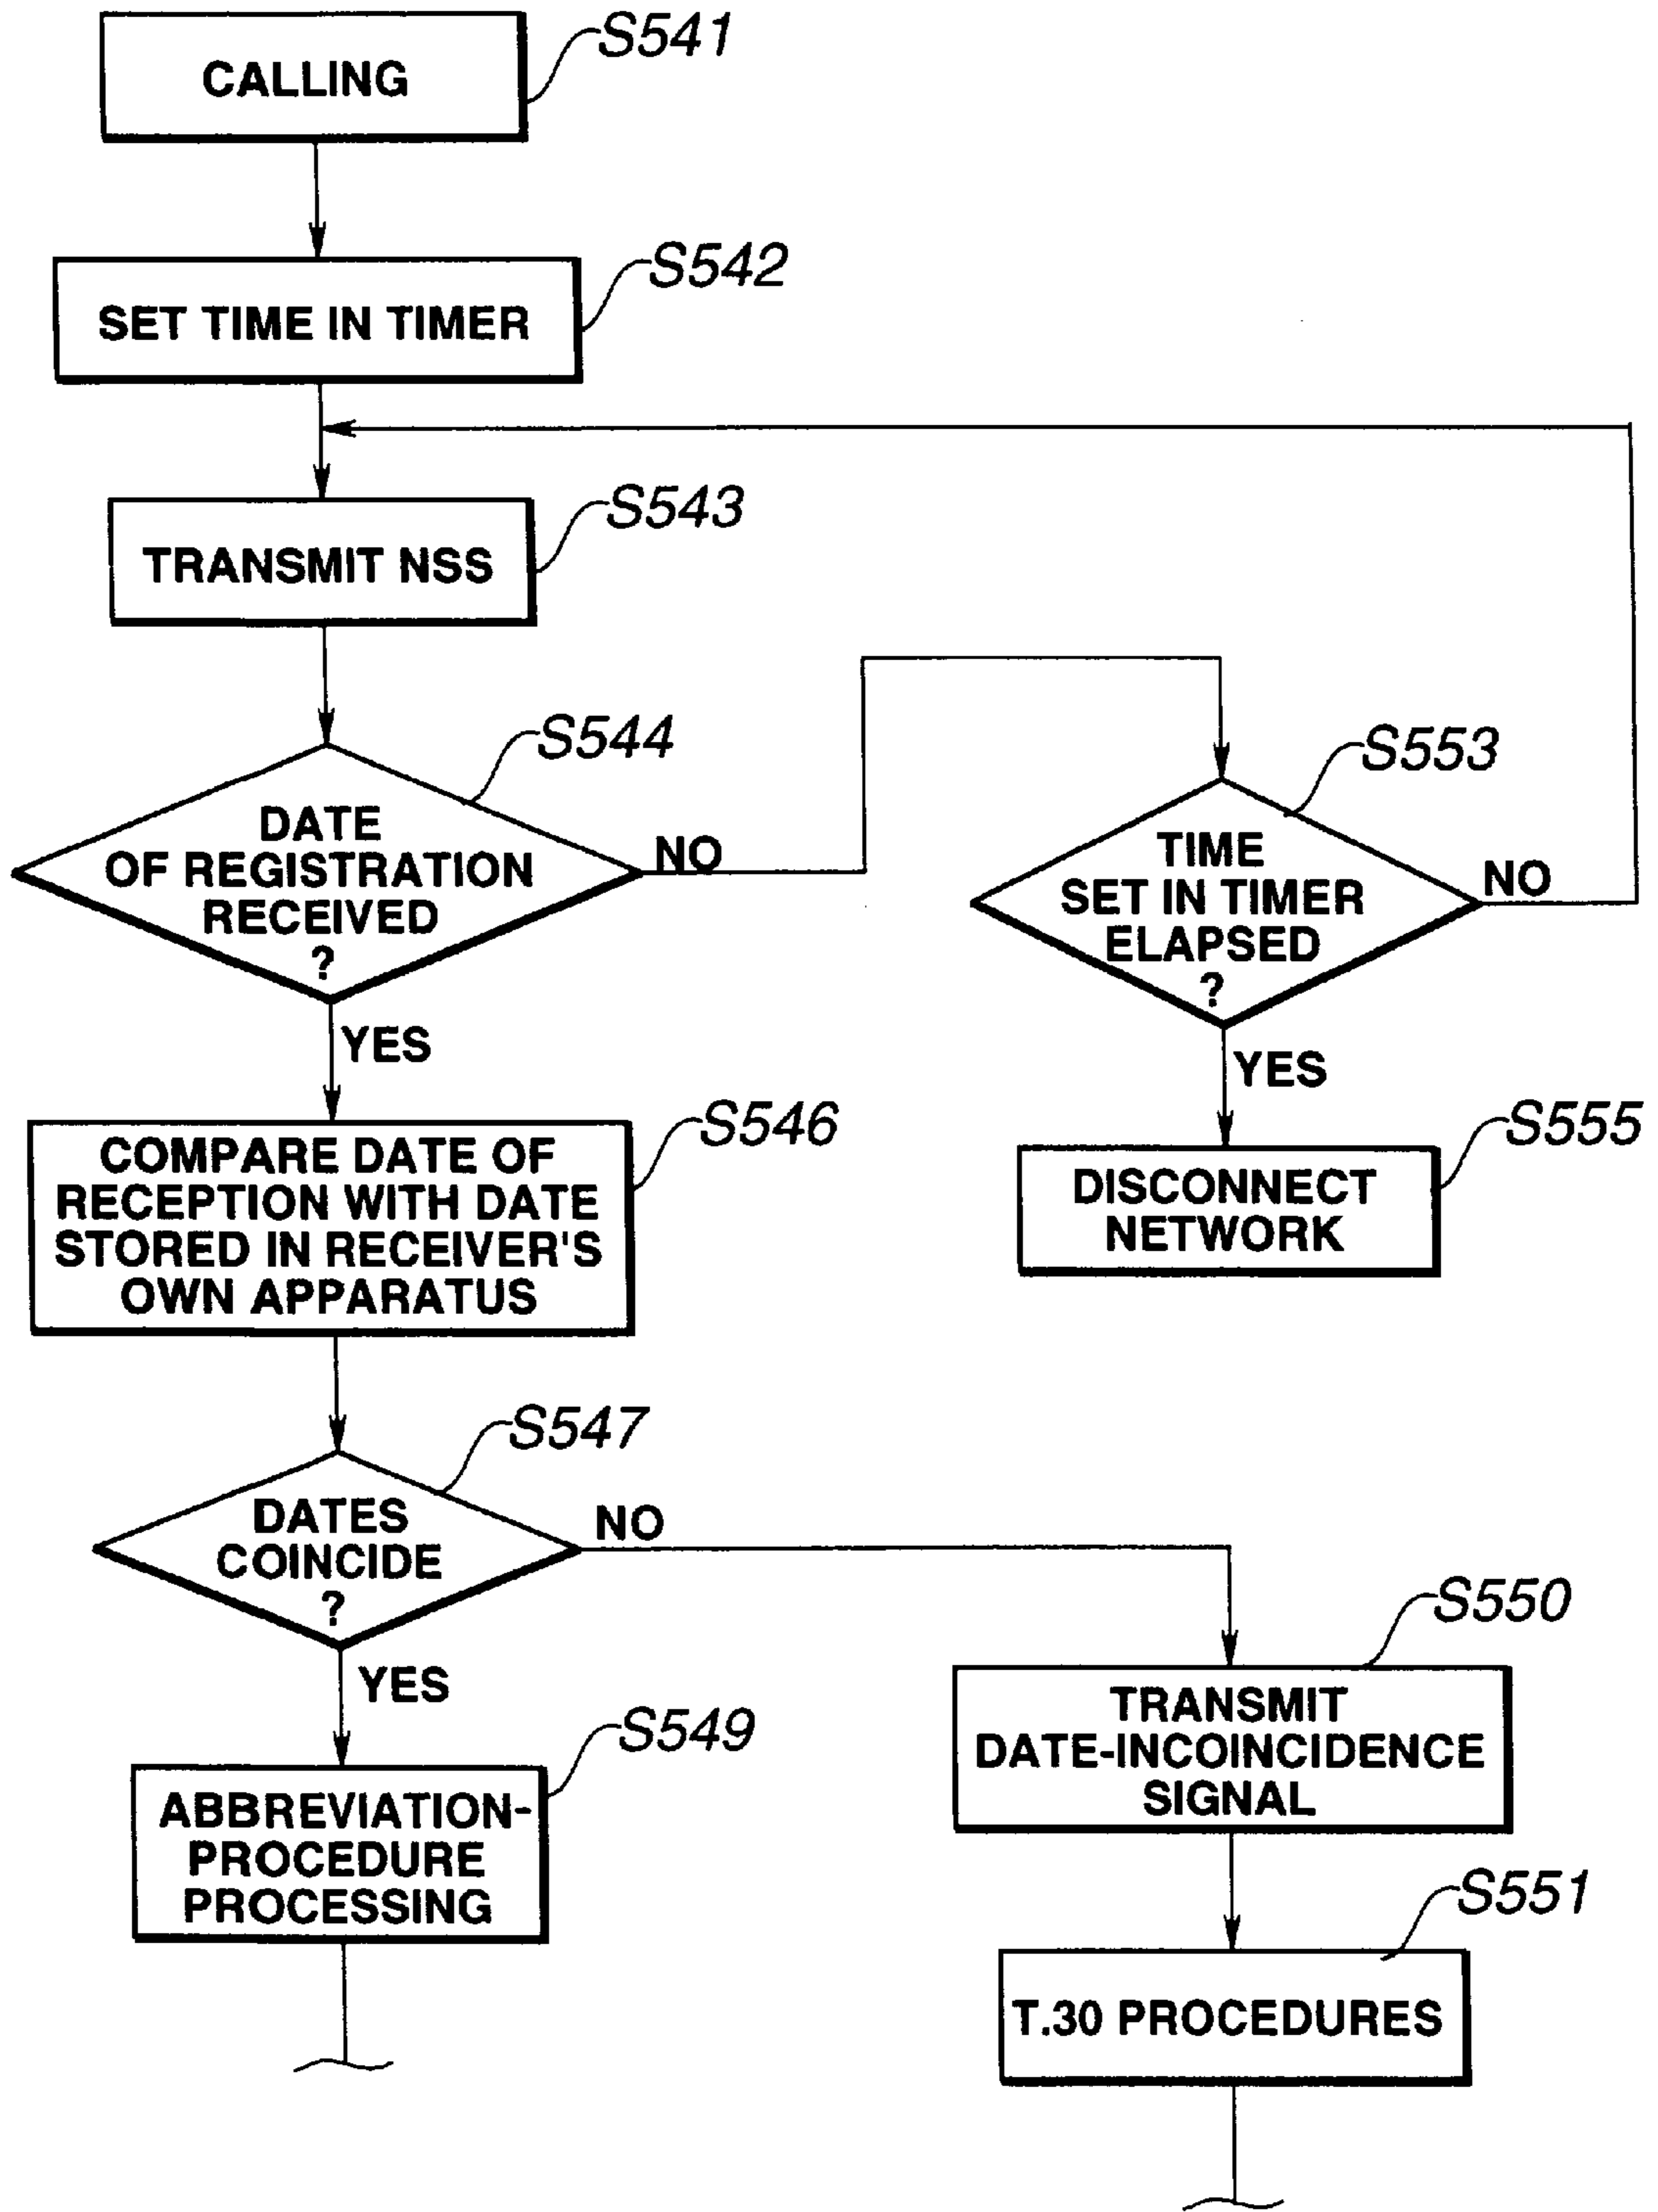 S541
CALLING
S542
SET TIME IN TIMER
S543
TRANSMIT NSS
S544
DATE
OF REGISTRATION
RECEIVED
?
NO
YES
S553
TIME
SET IN TIMER
ELAPSED
?
NO
YES
S546
COMPARE DATE OF
RECEPTION WITH DATE
STORED IN RECEIVER'S
OWN APPARATUS
S555
DISCONNECT
NETWORK
S547
DATES
COINCIDE
?
NO
YES
S550
TRANSMIT
DATE-INCOINCIDENCE
SIGNAL
S549
ABBREVIATION-
PROCEDURE
PROCESSING
S551
T.30 PROCEDURES